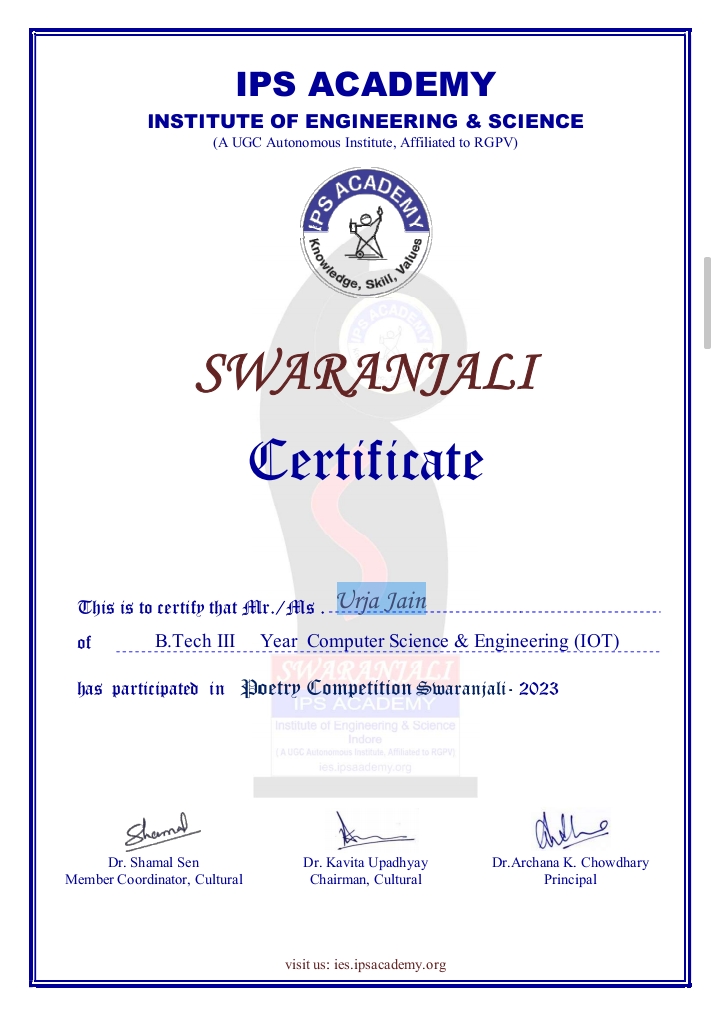 IPS ACADEMY
INSTITUTE OF ENGINEERING & SCIENCE
(A UGC Autonomous Institute, Affiliated to RGPV)
IPS ACADEMY
Knowledge, Skill, Values
IPS ACADEMY
SWARANJALI
Certificate
This is to certify that Mr./Ms . Urja Jain
of B.Tech III Year Computer Science & Engineering (IOT)
SWARANJALI
has participated in Poetry Competition Swaranjali- 2023
IPS ACADEMY
Institute of Engineering & Science
Indore
( A UGC Autonomous Institute, Affiliated to RGPV)
ies.ipsaademy.org
Shamal
Dr. Shamal Sen Dr. Kavita Upadhyay Dr.Archana K. Chowdhary
Member Coordinator, Cultural Chairman, Cultural Principal
visit us: ies.ipsacademy.org